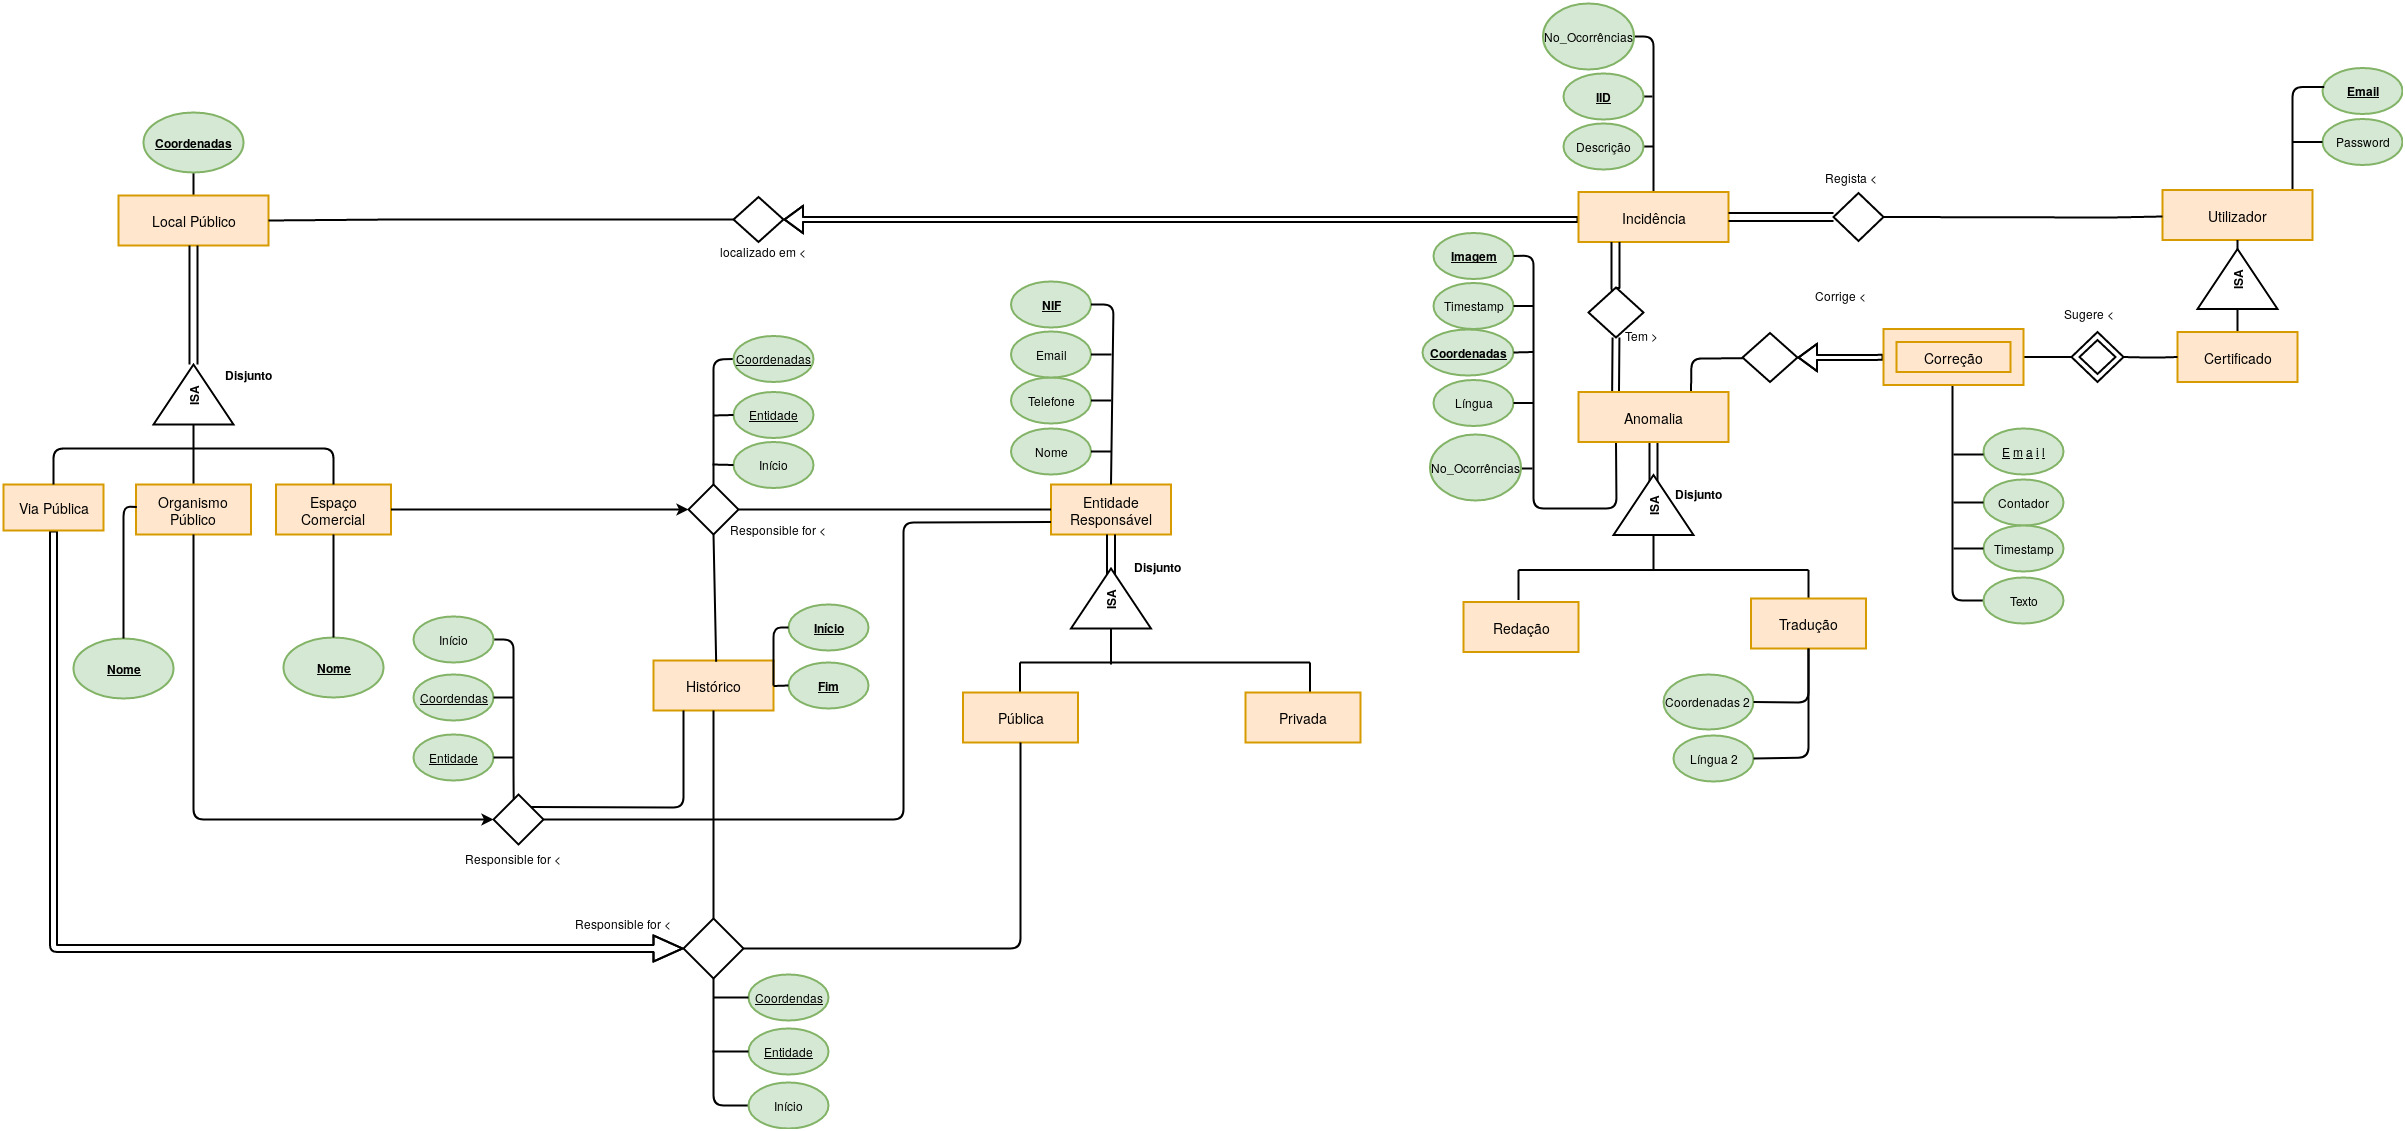 No_Ocorrências
IID
Descrição
Email
Password
Coordenadas
Local Público
localizado em <
Incidência
Regista <
Utilizador
ISA
Imagem
Timestamp
Coordenadas
Língua
No_Ocorrências
Tem >
Corrige <
Sugere <
Correção
Certificado
NIF
Email
Telefone
Nome
Coordenadas
Entidade
Início
ISA
Disjunto
Anomalia
ISA
Disjunto
E m a i l
Contador
Timestamp
Texto
Via Pública
Organismo
Público
Espaço
Comercial
Responsible for <
Entidade
Responsável
ISA
Disjunto
Redação
Tradução
Nome
Nome
Início
Coordendas
Entidade
Histórico
Início
Fim
Pública
Privada
Coordenadas 2
Língua 2
Responsible for <
Responsible for <
Coordendas
Entidade
Início